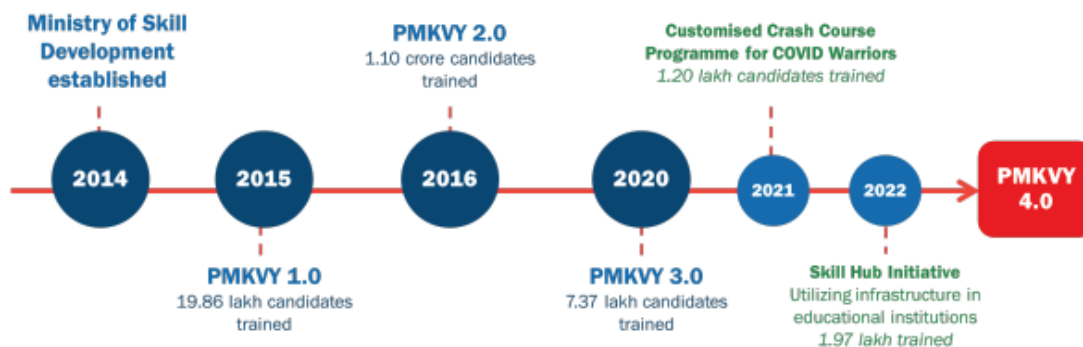 Ministry of Skill
Development
established
2014
2015
PMKVY 1.0
19.86 lakh candidates
trained
PMKVY 2.0
1.10 crore candidates
trained
2016
2020
PMKVY 3.0
7.37 lakh candidates
trained
Customised Crash Course
Programme for COVID Warriors
1.20 lakh candidates trained
2021
2022
Skill Hub Initiative
Utilizing infrastructure in
educational institutions
1.97 lakh trained
PMKVY
4.0